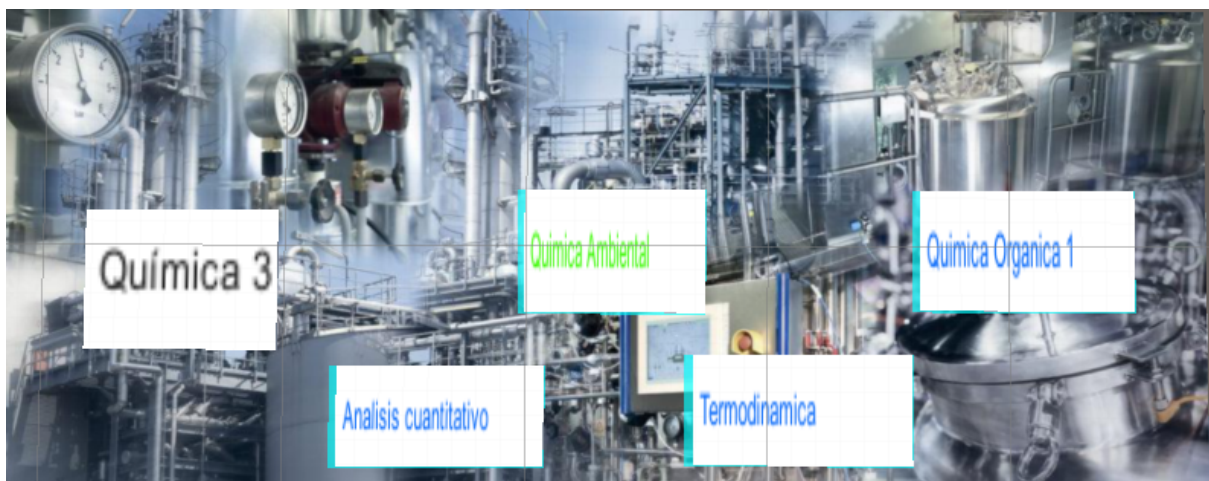 Química 3
Quimica Ambiental
Quimica Organica 1
Analisis cuantitativo
Termodinamica